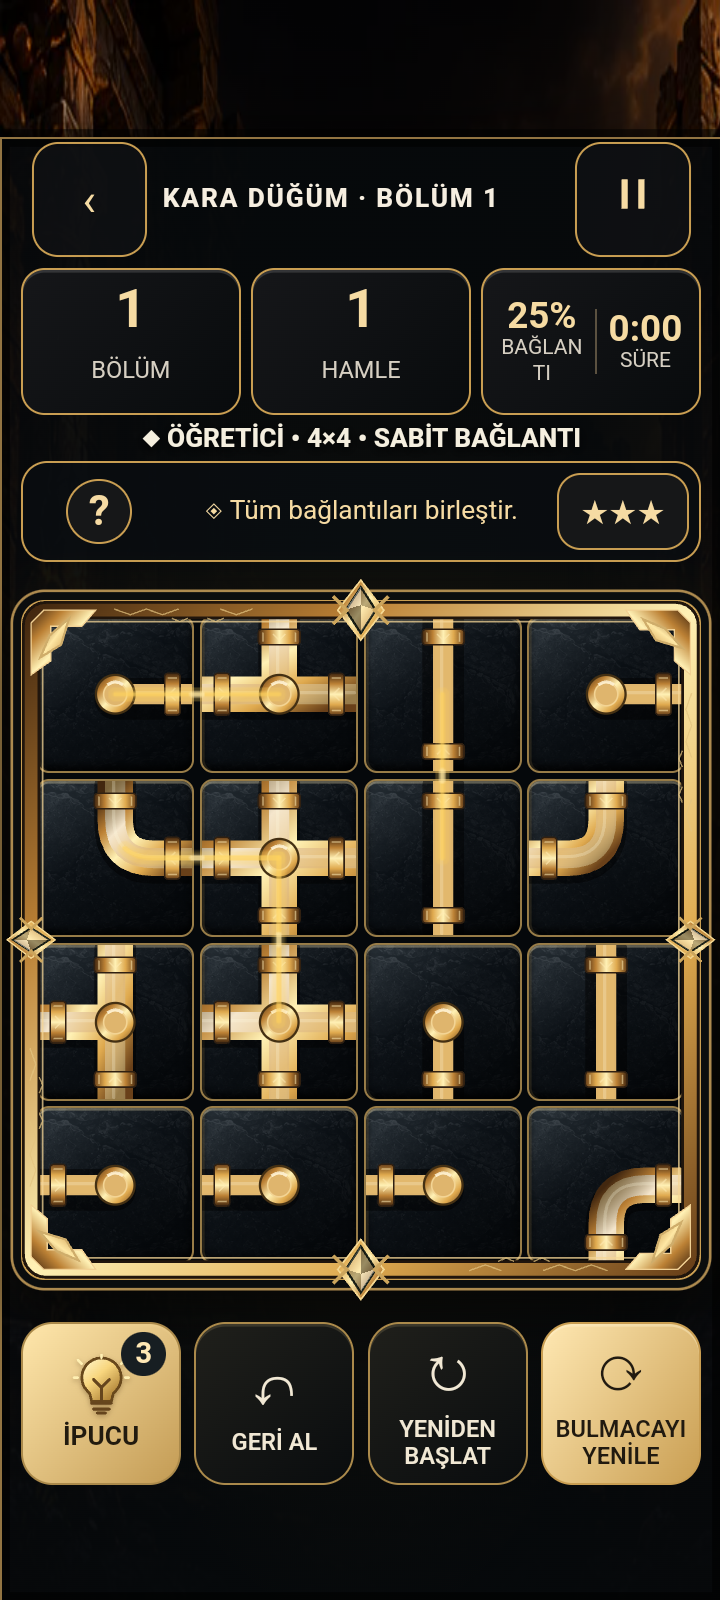 KARA DÜĞÜM · BÖLÜM 1
1
BÖLÜM
1
HAMLE
25%
BAĞLAN
TI
0:00
SÜRE
◆ ÖĞRETİCİ • 4×4 • SABİT BAĞLANTI
?
◈ Tüm bağlantıları birleştir.
★★★
3
İPUCU
GERİ AL
YENİDEN
BAŞLAT
BULMACAYI
YENİLE